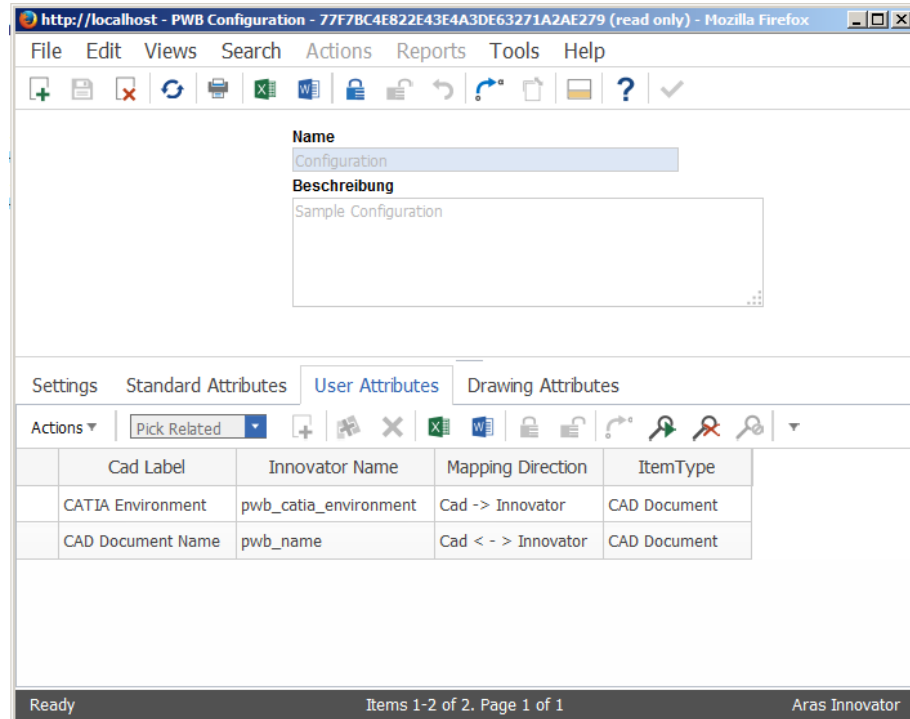 http://localhost - PWB Configuration - 77F7BC4E822E43E4A3DE63271A2AE279 (read only) - Mozilla Firefox
File Edit Views Search Actions Reports Tools Help
Name
Configuration
Beschreibung
Sample Configuration
Settings Standard Attributes User Attributes Drawing Attributes
Actions Pick Related
Cad Label Innovator Name Mapping Direction ItemType
CATIA Environment pwb_catia_environment Cad -> Innovator CAD Document
CAD Document Name pwb_name Cad < - > Innovator CAD Document
Ready Items 1-2 of 2. Page 1 of 1 Aras Innovator